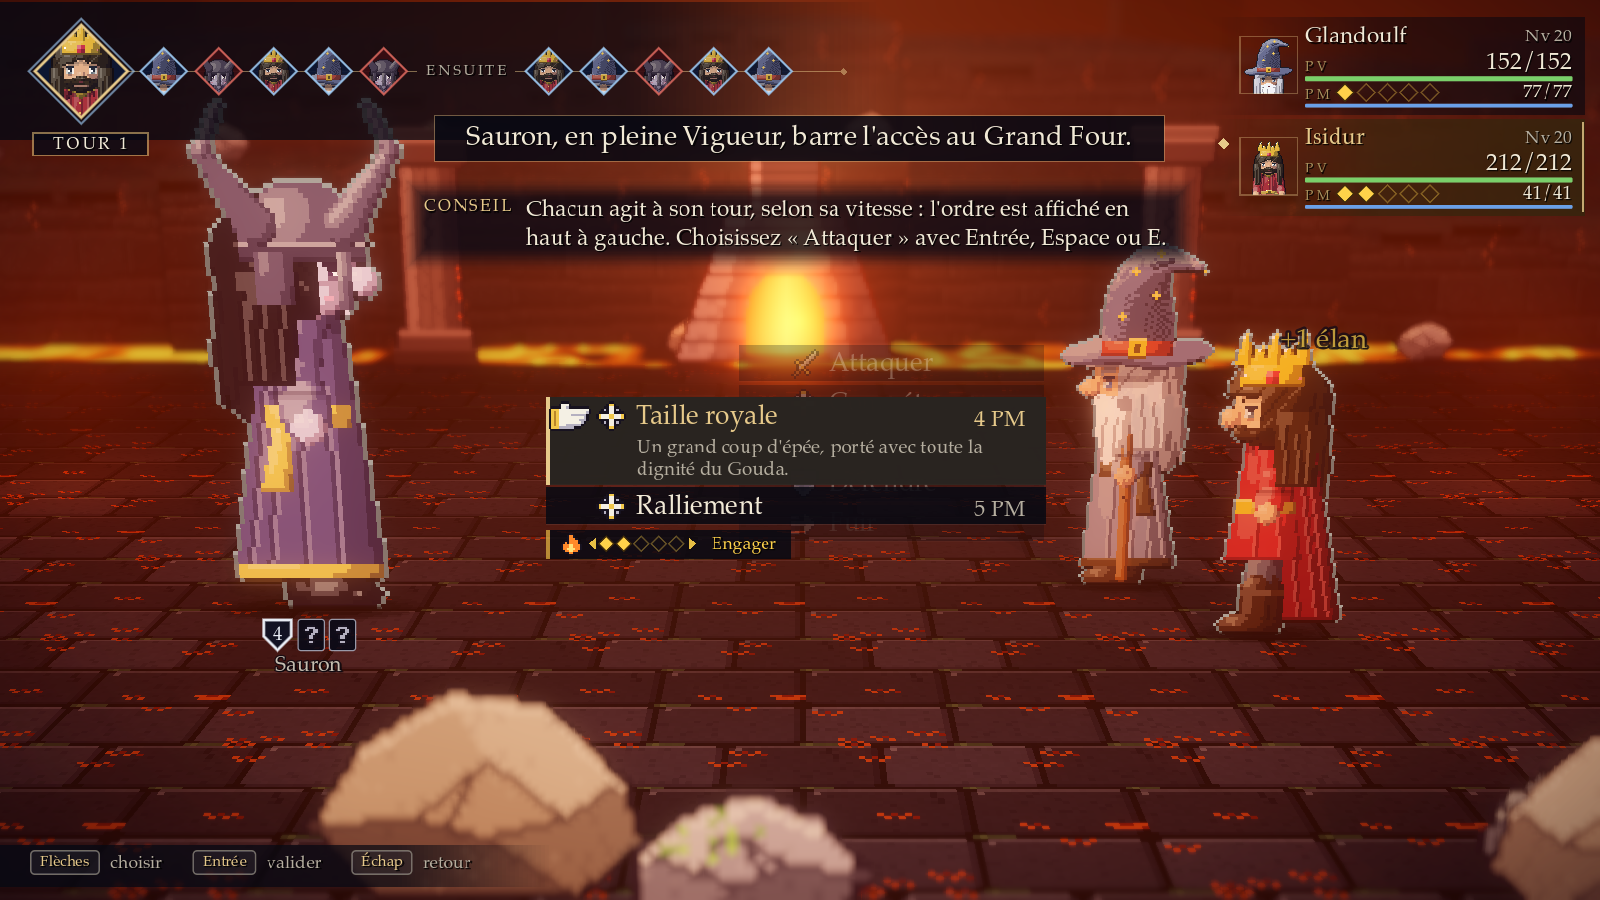 ENSUITE
TOUR 1
Glandoulf
Nv 20
PV
152/152
PM
77/77
Isidur
Nv 20
PV
212/212
PM
41/41
Sauron, en pleine Vigueur, barre l'accès au Grand Four.
CONSEIL
Chacun agit à son tour, selon sa vitesse : l'ordre est affiché en
haut à gauche. Choisissez « Attaquer » avec Entrée, Espace ou E.
+1 élan
Attaquer
Taille royale
4 PM
Un grand coup d'épée, porté avec toute la
dignité du Gouda.
Ralliement
5 PM
Engager
4 ? ?
Sauron
Flèches choisir Entrée valider Échap retour